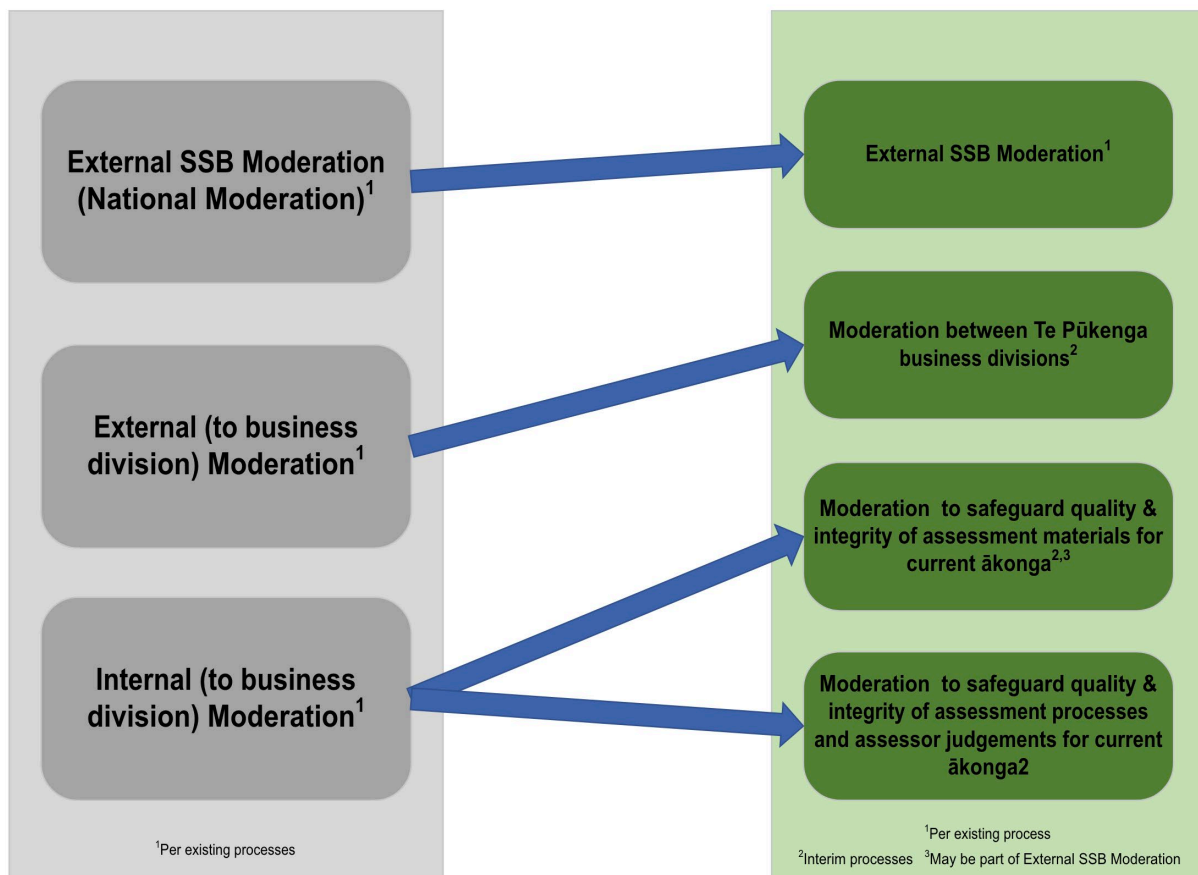 External SSB Moderation
(National Moderation)1
External (to business
division) Moderation1
Internal (to business
division) Moderation1
1Per existing processes
External SSB Moderation1
Moderation between Te Pūkenga
business divisions2
Moderation to safeguard quality &
integrity of assessment materials for
current ākonga2,3
Moderation to safeguard quality &
integrity of assessment processes
and assessor judgements for current
ākonga2
1Per existing process
2Interim processes 3May be part of External SSB Moderation